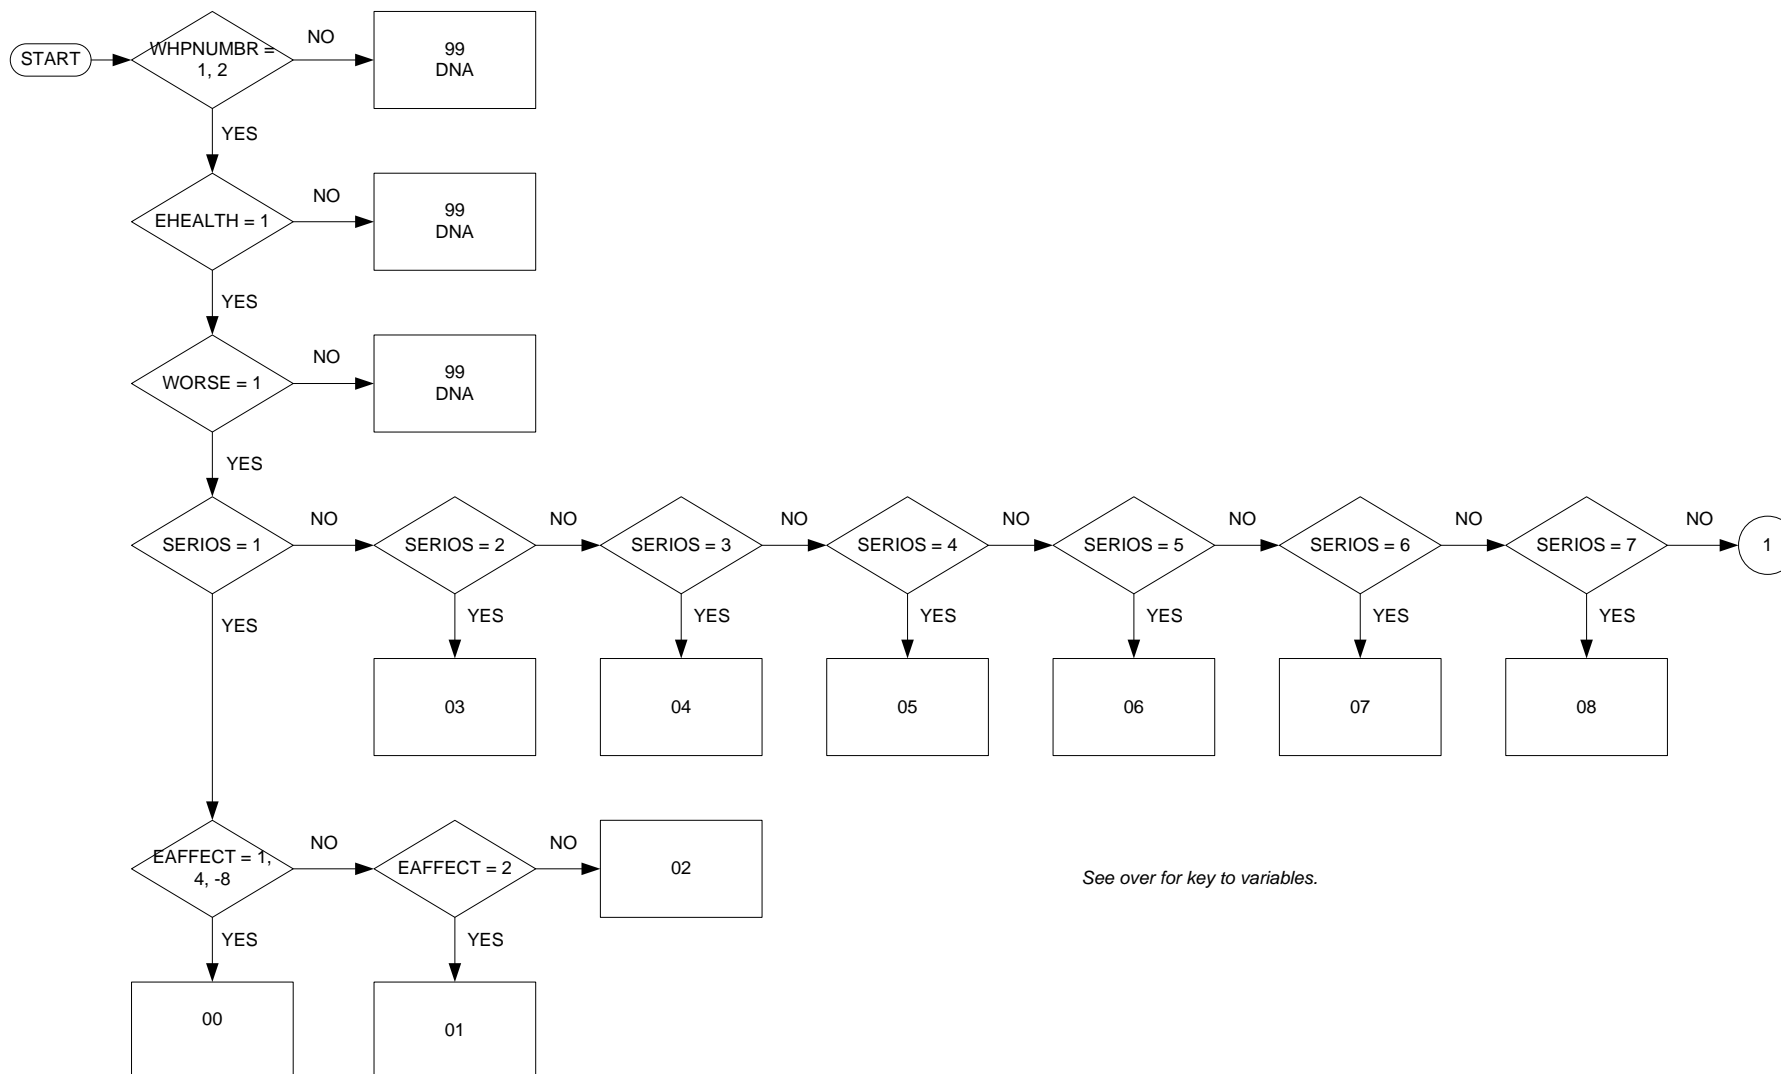 START
WHPNUMBR =
1, 2
NO
99
DNA
YES
EHEALTH = 1
NO
99
DNA
YES
WORSE = 1
NO
99
DNA
YES
SERIOS = 1
NO
SERIOS = 2
NO
SERIOS = 3
NO
SERIOS = 4
NO
SERIOS = 5
NO
SERIOS = 6
NO
SERIOS = 7
NO
1
YES
YES
YES
YES
YES
YES
YES
03
04
05
06
07
08
EAFFECT = 1,
4, -8
NO
EAFFECT = 2
NO
02
See over for key to variables.
YES
YES
00
01